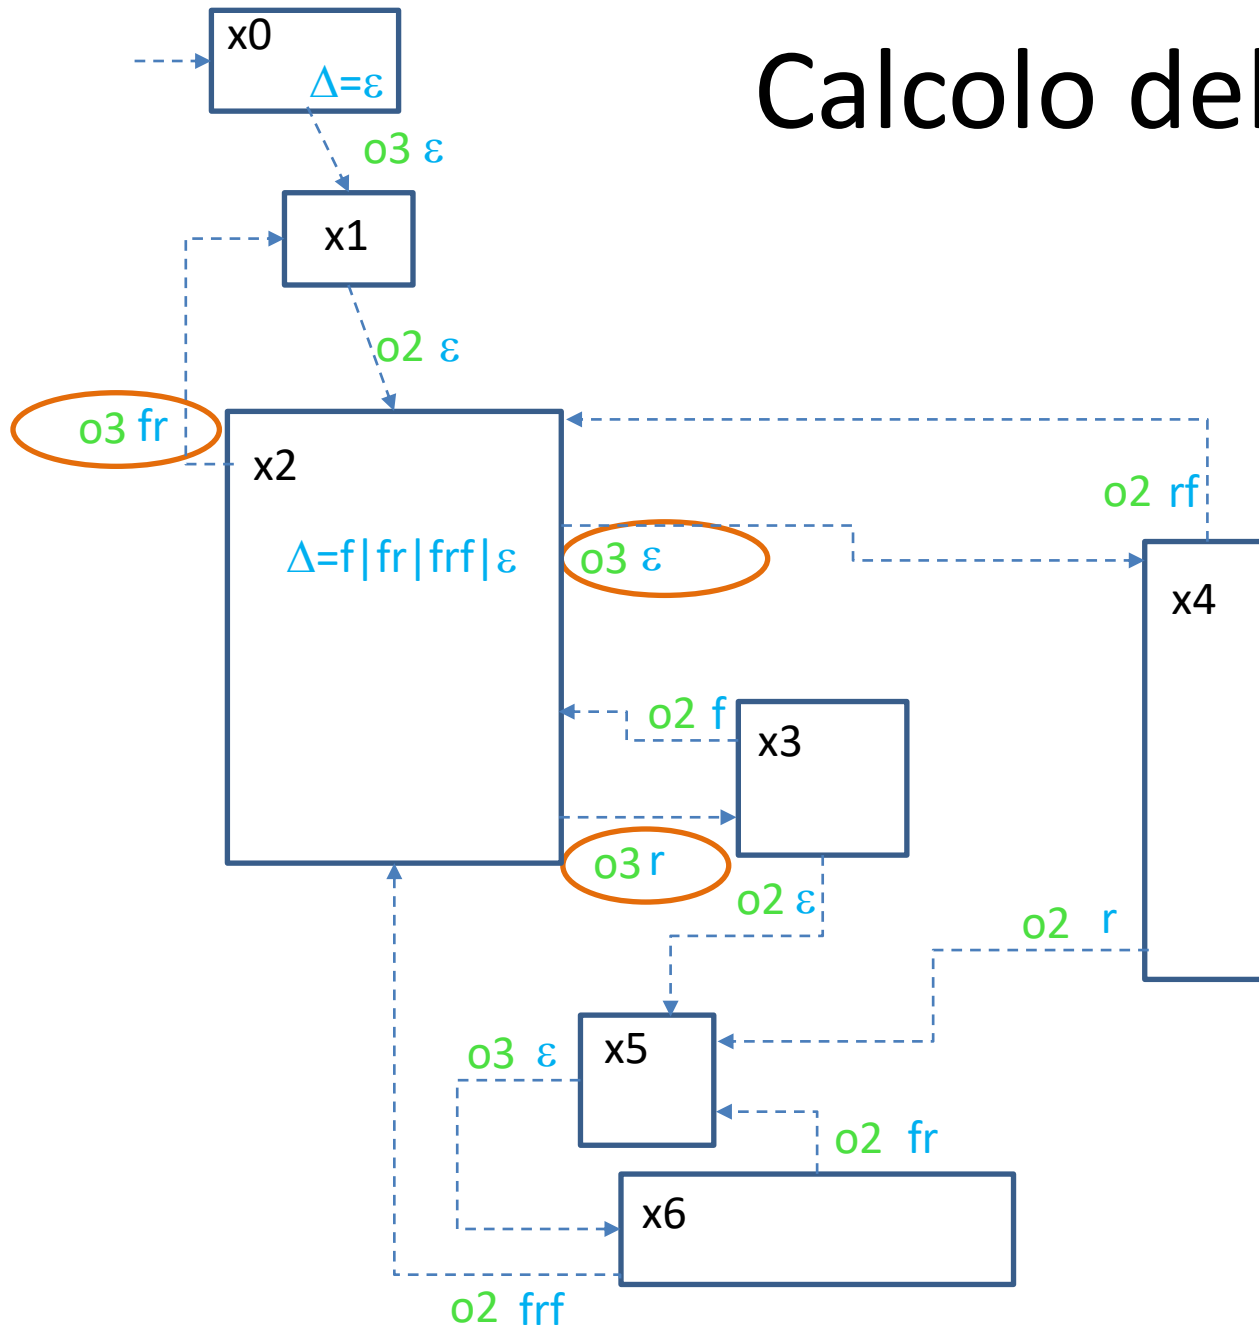 x0
Calcolo del
Δ=ε
o3 ε
x1
o2 ε
o3 fr
x2
o2 rf
Δ=f|fr|frf|ε
o3 ε
x4
o2 f
x3
o3 r
o2 ε
o2 r
x5
o3 ε
o2 fr
x6
o2 frf